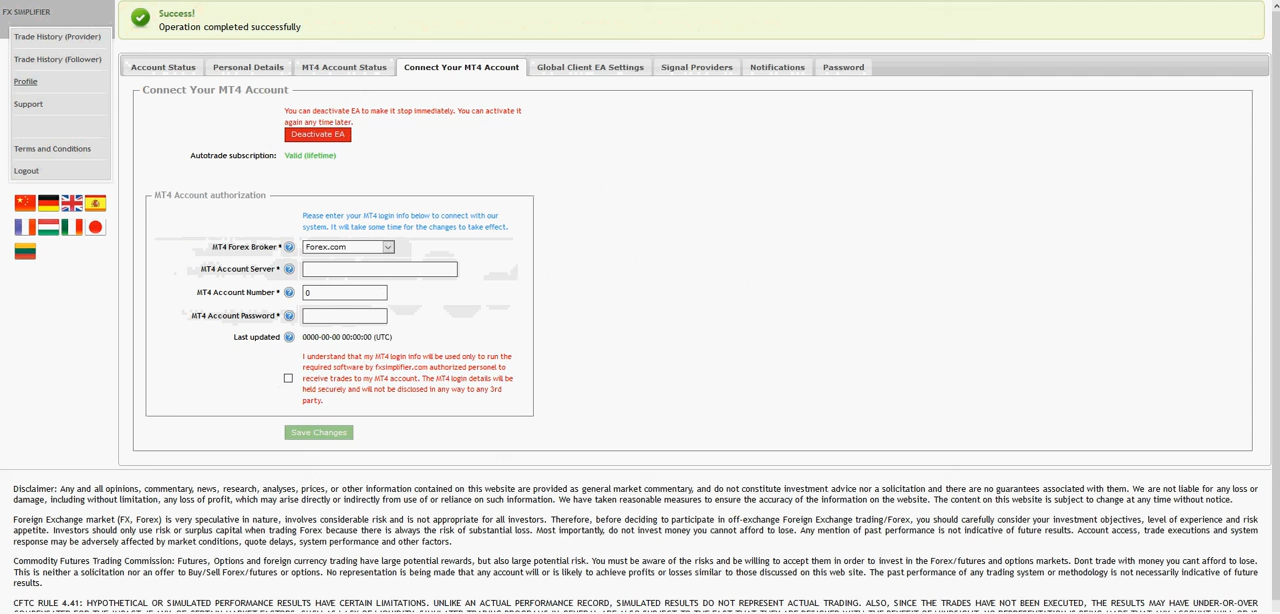 FX SIMPLIFIER
Trade History (Provider)
Trade History (Follower)
Profile
Support
Terms and Conditions
Logout
Success!
Operation completed successfully
Account Status
Personal Details
MT4 Account Status
Connect Your MT4 Account
Global Client EA Settings
Signal Providers
Notifications
Password
Connect Your MT4 Account
You can deactivate EA to make it stop immediately. You can activate it
again any time later.
Deactivate EA
Autotrade subscription: Valid (lifetime)
MT4 Account authorization
Please enter your MT4 login info below to connect with our
system. It will take some time for the changes to take effect.
MT4 Forex Broker * Forex.com
MT4 Account Server *
MT4 Account Number * 0
MT4 Account Password *
Last updated 0000-00-00 00:00:00 (UTC)
I understand that my MT4 login info will be used only to run the
required software by fxsimplifier.com authorized personel to
receive trades to my MT4 account. The MT4 login details will be
held securely and will not be disclosed in any way to any 3rd
party.
Save Changes
Disclaimer: Any and all opinions, commentary, news, research, analyses, prices, or other information contained on this website are provided as general market commentary, and do not constitute investment advice nor a solicitation and there are no guarantees associated with them. We are not liable for any loss or
damage, including without limitation, any loss of profit, which may arise directly or indirectly from use of or reliance on such information. We have taken reasonable measures to ensure the accuracy of the information on the website. The content on this website is subject to change at any time without notice.
Foreign Exchange market (FX, Forex) is very speculative in nature, involves considerable risk and is not appropriate for all investors. Therefore, before deciding to participate in off-exchange Foreign Exchange trading/Forex, you should carefully consider your investment objectives, level of experience and risk
appetite. Investors should only use risk or surplus capital when trading Forex because there is always the risk of substantial loss. Most importantly, do not invest money you cannot afford to lose. Any mention of past performance is not indicative of future results. Account access, trade executions and system
response may be adversely affected by market conditions, quote delays, system performance and other factors.
Commodity Futures Trading Commission: Futures, Options and foreign currency trading have large potential rewards, but also large potential risk. You must be aware of the risks and be willing to accept them in order to invest in the Forex/futures and options markets. Dont trade with money you cant afford to lose.
This is neither a solicitation nor an offer to Buy/Sell Forex/futures or options. No representation is being made that any account will or is likely to achieve profits or losses similar to those discussed on this web site. The past performance of any trading system or methodology is not necessarily indicative of future
results.
CFTC RULE 4.41: HYPOTHETICAL OR SIMULATED PERFORMANCE RESULTS HAVE CERTAIN LIMITATIONS. UNLIKE AN ACTUAL PERFORMANCE RECORD, SIMULATED RESULTS DO NOT REPRESENT ACTUAL TRADING. ALSO, SINCE THE TRADES HAVE NOT BEEN EXECUTED, THE RESULTS MAY HAVE UNDER-OR-OVER